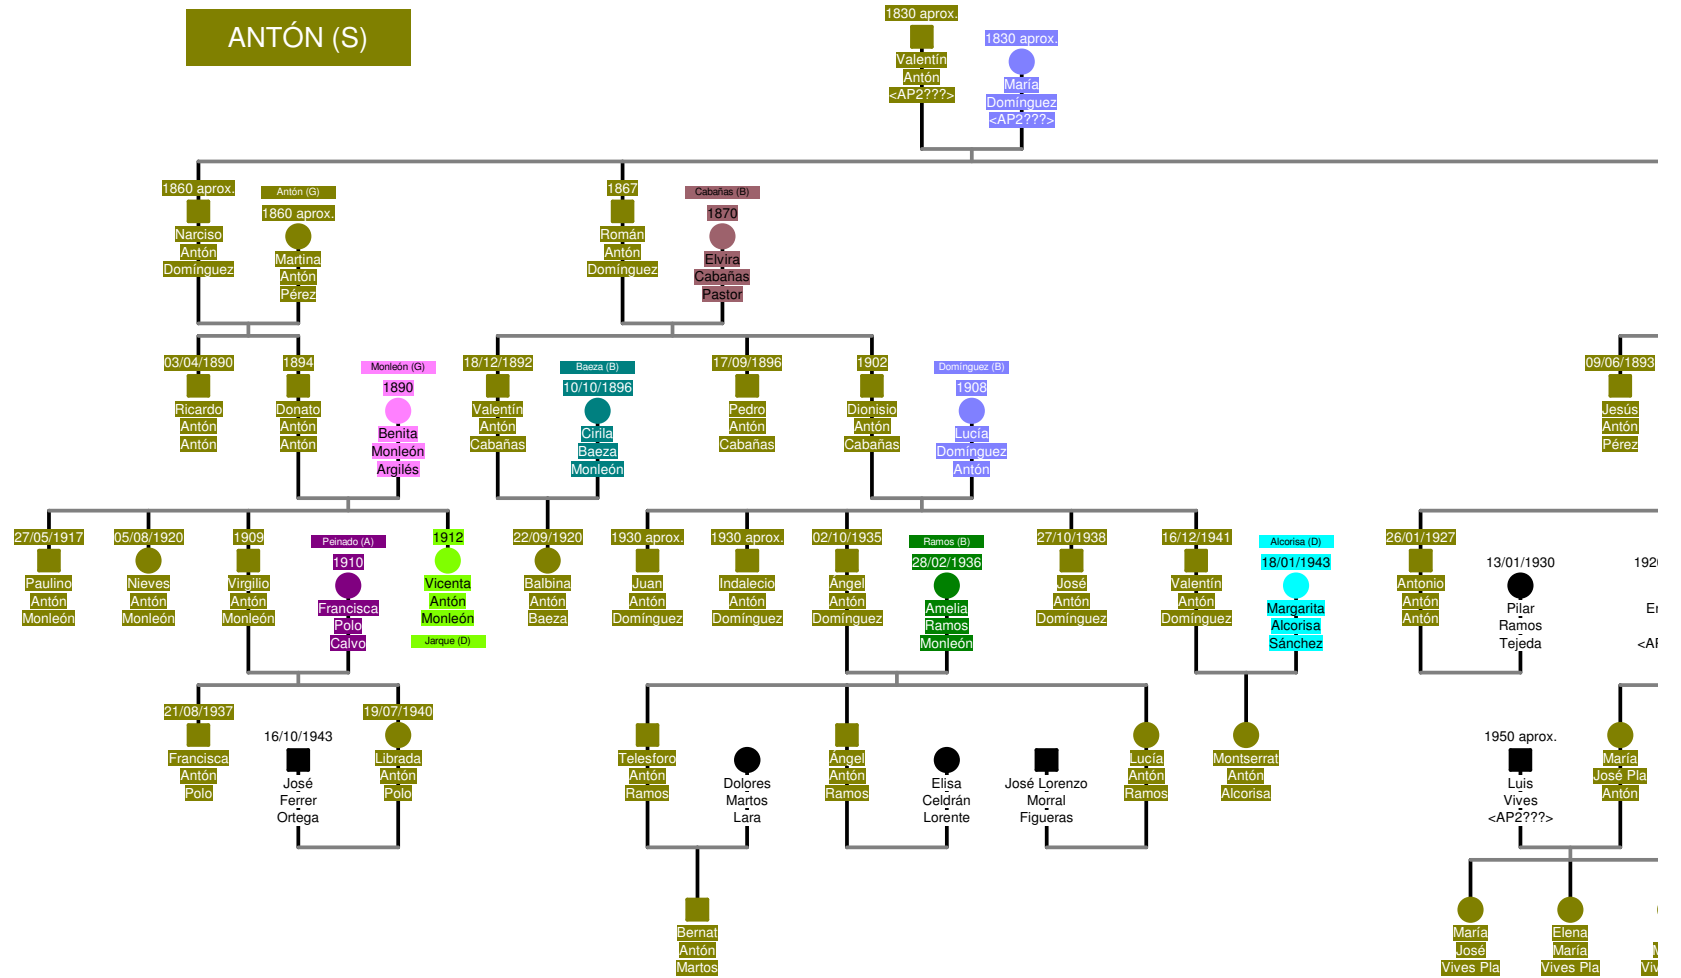 ANTÓN (S)
1830 aprox.
Valentín
Antón
<AP2???>
1830 aprox.
María
Domínguez
<AP2???>
1860 aprox.
Narciso
Antón
Domínguez
Antón (G)
1860 aprox.
Martina
Antón
Pérez
1867
Román
Antón
Domínguez
Cabañas (B)
1870
Elvira
Cabañas
Pastor
03/04/1890
Ricardo
Antón
Antón
1894
Donato
Antón
Antón
Monleón (G)
1890
Benita
Monleón
Argilés
18/12/1892
Valentín
Antón
Cabañas
Baeza (B)
10/10/1896
Cirila
Baeza
Monleón
17/09/1896
Pedro
Antón
Cabañas
1902
Dionisio
Antón
Cabañas
Domínguez (B)
1908
Lucía
Domínguez
Antón
09/06/1893
Jesús
Antón
Pérez
27/05/1917
Paulino
Antón
Monleón
05/08/1920
Nieves
Antón
Monleón
1909
Virgilio
Antón
Monleón
Peinado (A)
1910
Francisca
Polo
Calvo
1912
Vicenta
Antón
Monleón
Jarque (D)
22/09/1920
Balbina
Antón
Baeza
1930 aprox.
Juan
Antón
Domínguez
1930 aprox.
Indalecio
Antón
Domínguez
02/10/1935
Ángel
Antón
Domínguez
Ramos (B)
28/02/1936
Amelia
Ramos
Monleón
27/10/1938
José
Antón
Domínguez
16/12/1941
Valentín
Antón
Domínguez
Alcorisa (D)
18/01/1943
Margarita
Alcorisa
Sánchez
26/01/1927
Antonio
Antón
Antón
13/01/1930
Pilar
Ramos
Tejeda
21/08/1937
Francisca
Antón
Polo
16/10/1943
José
Ferrer
Ortega
19/07/1940
Librada
Antón
Polo
Telesforo
Antón
Ramos
Dolores
Martos
Lara
Ángel
Antón
Ramos
Elisa
Celdrán
Lorente
José Lorenzo
Morral
Figueras
Lucía
Antón
Ramos
Montserrat
Antón
Alcorisa
1950 aprox.
Luis
Vives
<AP2???>
María
José Pla
Antón
Bernat
Antón
Martos
María
José
Vives Pla
Elena
María
Vives Pla